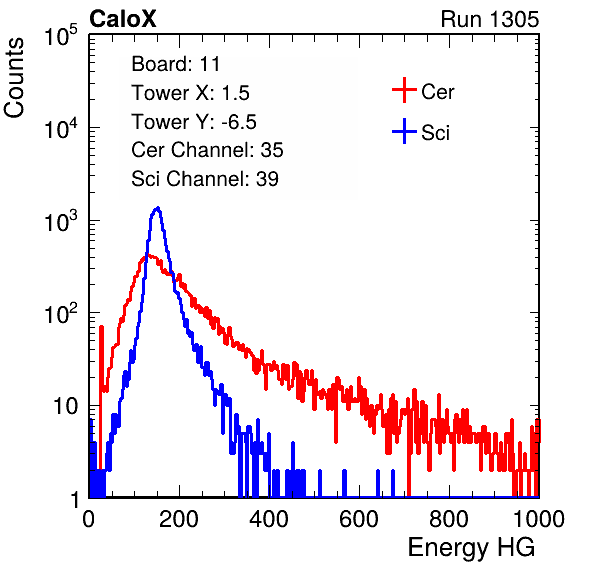 CaloX Run 1305
Counts
10^5
10^4
10^3
10^2
10
1
Board: 11
Tower X: 1.5
Tower Y: -6.5
Cer Channel: 35
Sci Channel: 39
Cer
Sci
0 200 400 600 800 1000
Energy HG